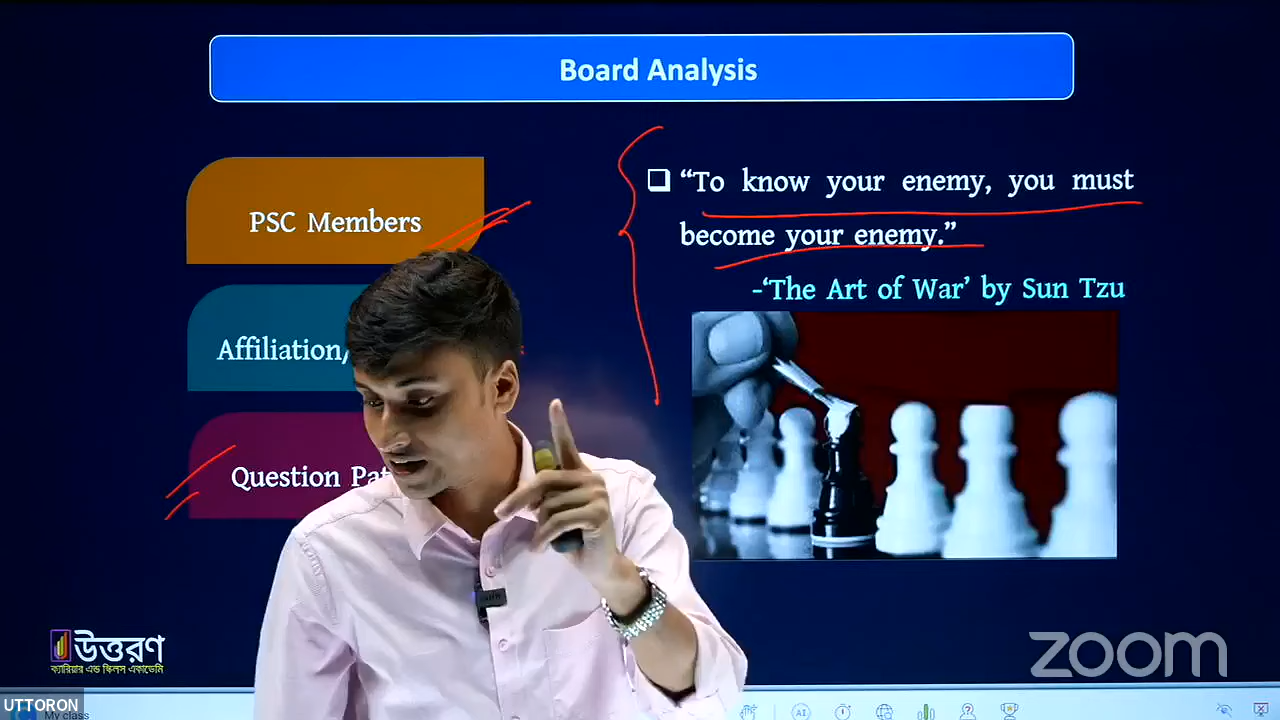 Board Analysis
PSC Members
“To know your enemy, you must
become your enemy.”
-‘The Art of War’ by Sun Tzu
Affiliation/
Question Pat
উত্তরণ
ক্যারিয়ার এন্ড স্কিলস একাডেমি
zoom
UTTORON
My class
AI